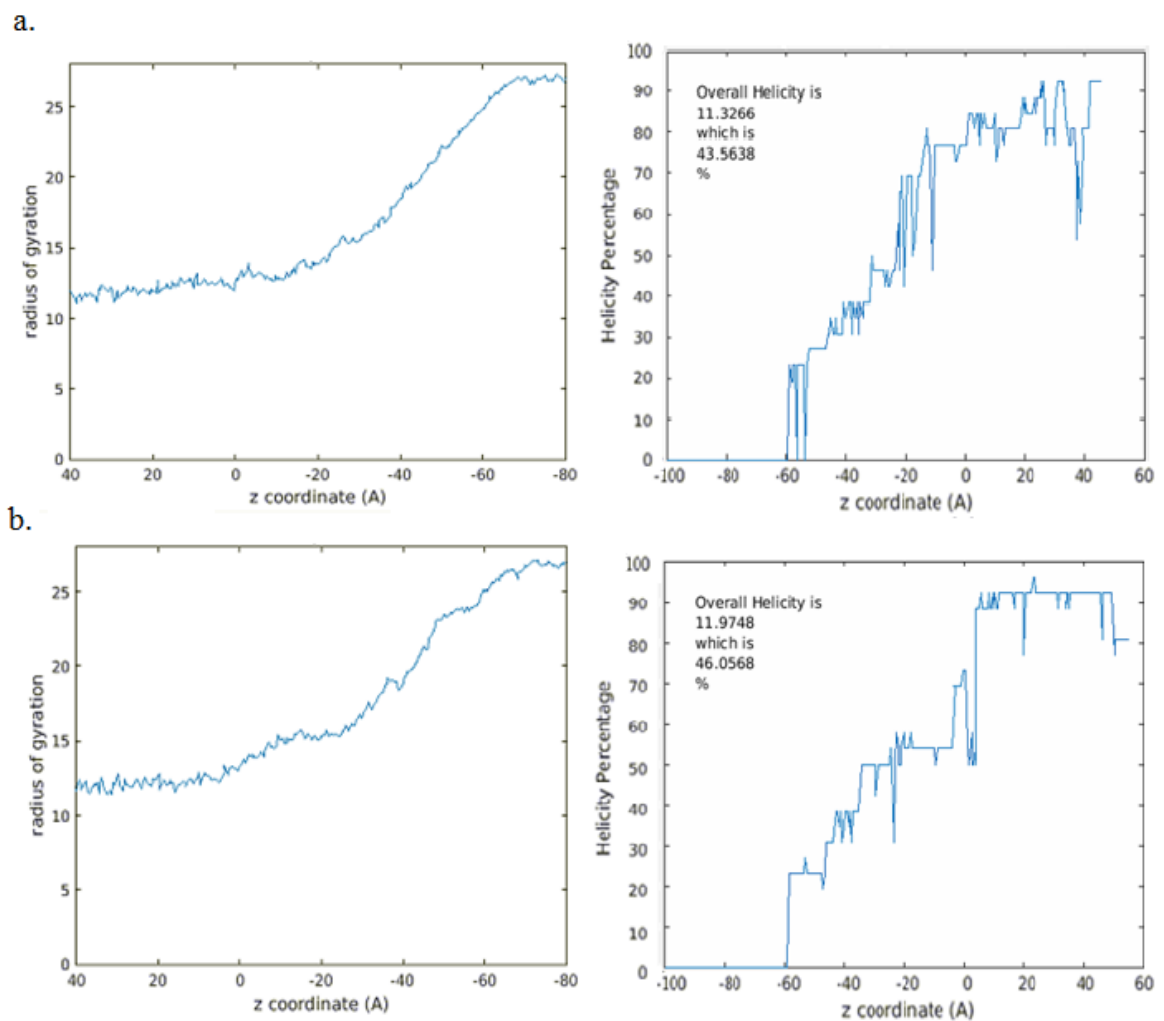 a.
radius of gyration
25
20
15
10
5
0
40 20 0 -20 -40 -60 -80
z coordinate (A)
Helicity Percentage
100
90
80
70
60
50
40
30
20
10
0
Overall Helicity is
11.3266
which is
43.5638
%
-100 -80 -60 -40 -20 0 20 40 60
z coordinate (A)
b.
radius of gyration
25
20
15
10
5
0
40 20 0 -20 -40 -60 -80
z coordinate (A)
Helicity Percentage
100
90
80
70
60
50
40
30
20
10
0
Overall Helicity is
11.9748
which is
46.0568
%
-100 -80 -60 -40 -20 0 20 40 60
z coordinate (A)